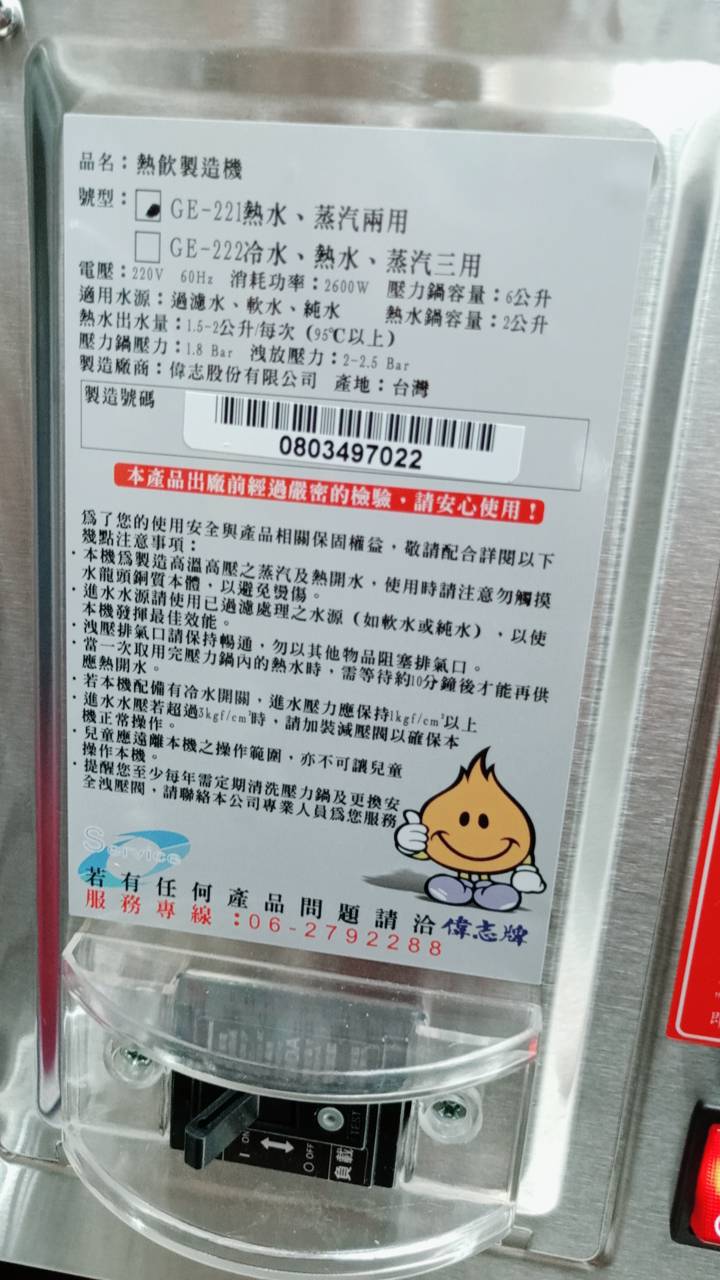 品名：熱飲製造機
號型：GE-221熱水、蒸汽兩用
GE-222冷水、熱水、蒸汽三用
電壓：220V 60Hz 消耗功率：2600W 壓力鍋容量：6公升
適用水源：過濾水、軟水、純水 熱水鍋容量：2公升
熱水出水量：1.5-2公升/每次（95℃以上）
壓力鍋壓力：1.8 Bar 洩放壓力：2-2.5 Bar
製造廠商：偉志股份有限公司 產地：台灣
製造號碼
0803497022
本產品出廠前經過嚴密的檢驗，請安心使用！
為了您的使用安全與產品相關保固權益，敬請配合詳閱以下
幾點注意事項：
·本機為製造高溫高壓之蒸汽及熱開水，使用時請注意勿觸摸
水龍頭銅質本體，以避免燙傷。
·進水水源請使用已過濾處理之水源（如軟水或純水），以使
本機發揮最佳效能。
·洩壓排氣口請保持暢通，勿以其他物品阻塞排氣口。
·當一次取用完壓力鍋內的熱水時，需等待約10分鐘後才能再供
應熱開水。
·若本機配備有冷水開關，進水壓力應保持1kgf/cm²以上
·進水水壓若超過3kgf/cm²時，請加裝減壓閥以確保本
機正常操作。
·兒童應遠離本機之操作範圍，亦不可讓兒童
操作本機。
·提醒您至少每年需定期清洗壓力鍋及更換安
全洩壓閥，請聯絡本公司專業人員為您服務
Service
若有任何產品問題請洽偉志牌
服務專線：06-2792288
TEST
I ON
O OFF
負載